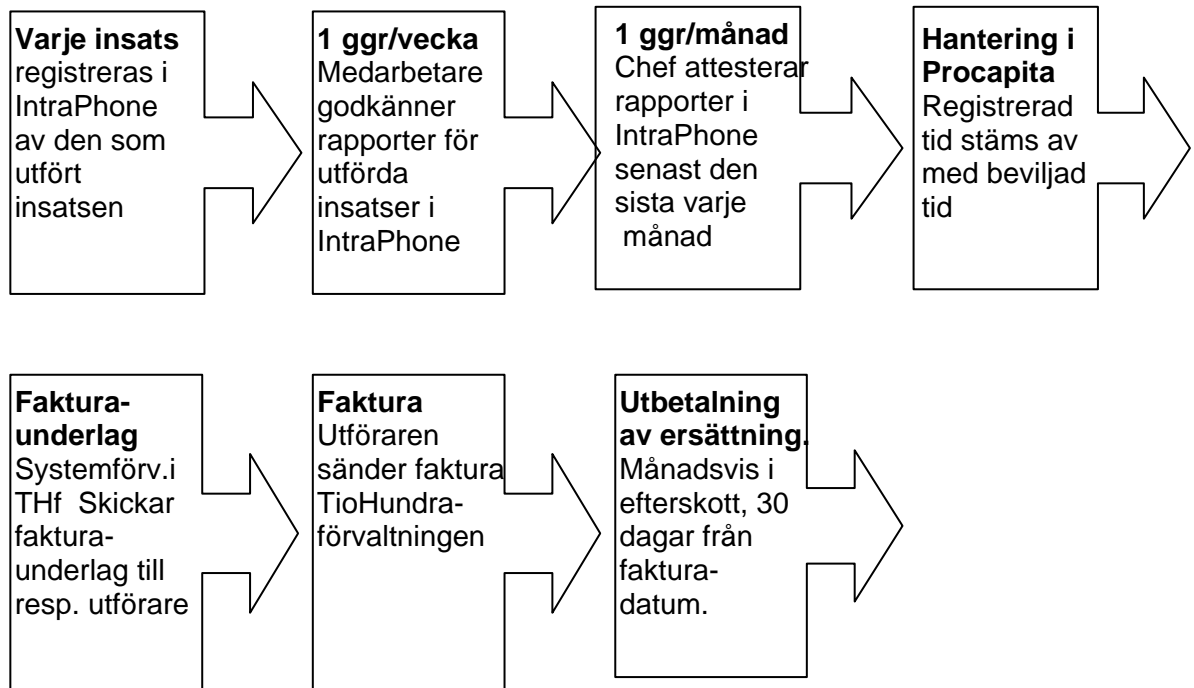 Varje insats
registreras i
IntraPhone
av den som
utfört
insatsen
1 ggr/vecka
Medarbetare
godkänner
rapporter för
utförda
insatser i
IntraPhone
1 ggr/månad
Chef attesterar
rapporter i
IntraPhone
senast den
sista varje
månad
Hantering i
Procapita
Registrerad
tid stäms av
med beviljad
tid
Faktura-
underlag
Systemförv.i
THf Skickar
faktura-
underlag till
resp. utförare
Faktura
Utföraren
sänder faktura
TioHundra-
förvaltningen
Utbetalning
av ersättning.
Månadsvis i
efterskott, 30
dagar från
faktura-
datum.